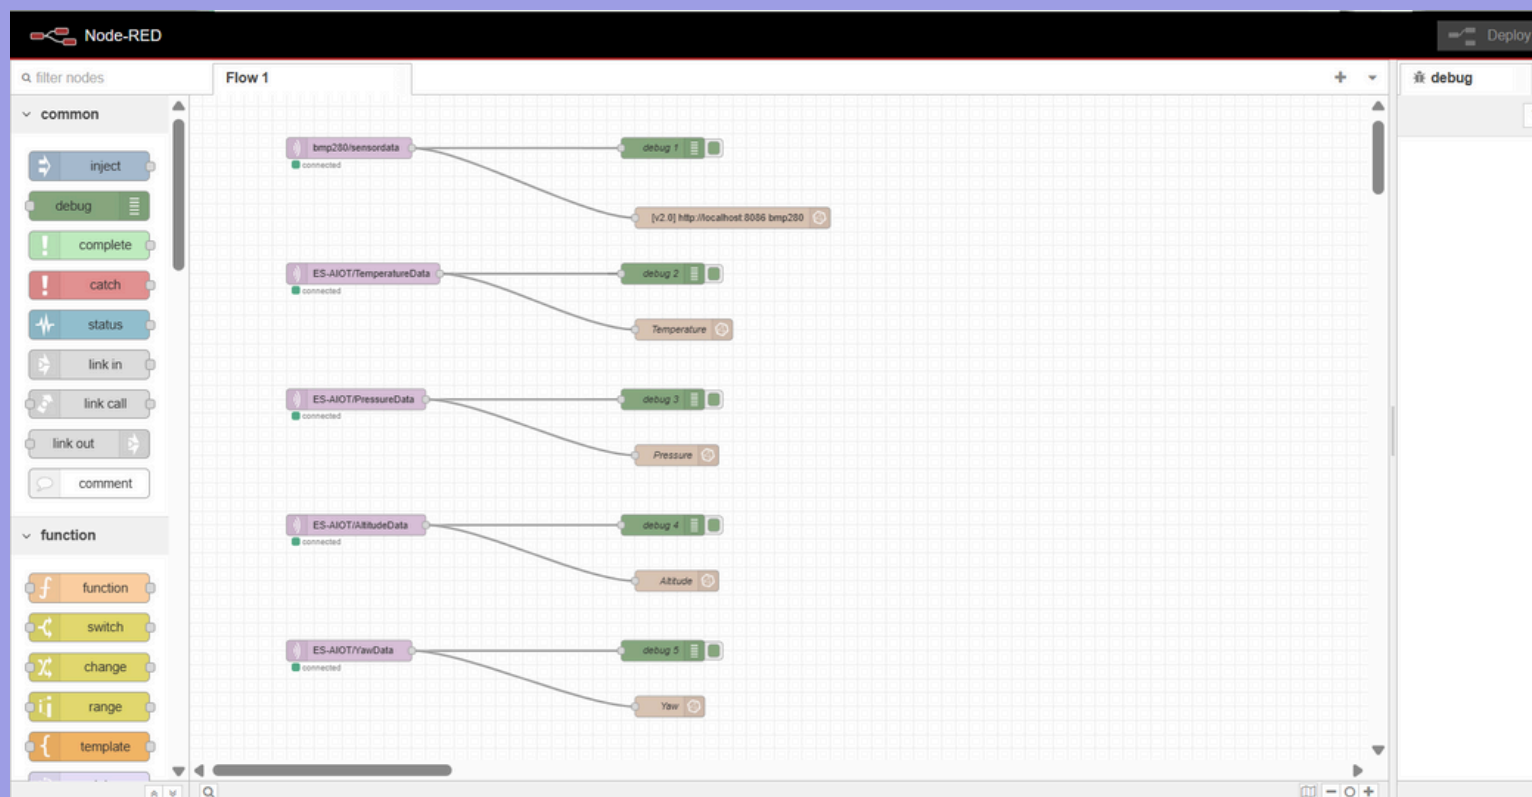 Node-RED
Deploy
filter nodes
Flow 1
debug
common
inject
debug
complete
catch
status
link in
link call
link out
comment
function
function
switch
change
range
template
bmp280/sensordata
connected
debug 1
[v2.0] http://localhost:8086 bmp280
ES-AIOT/TemperatureData
connected
debug 2
Temperature
ES-AIOT/PressureData
connected
debug 3
Pressure
ES-AIOT/AltitudeData
connected
debug 4
Altitude
ES-AIOT/YawData
connected
debug 5
Yaw